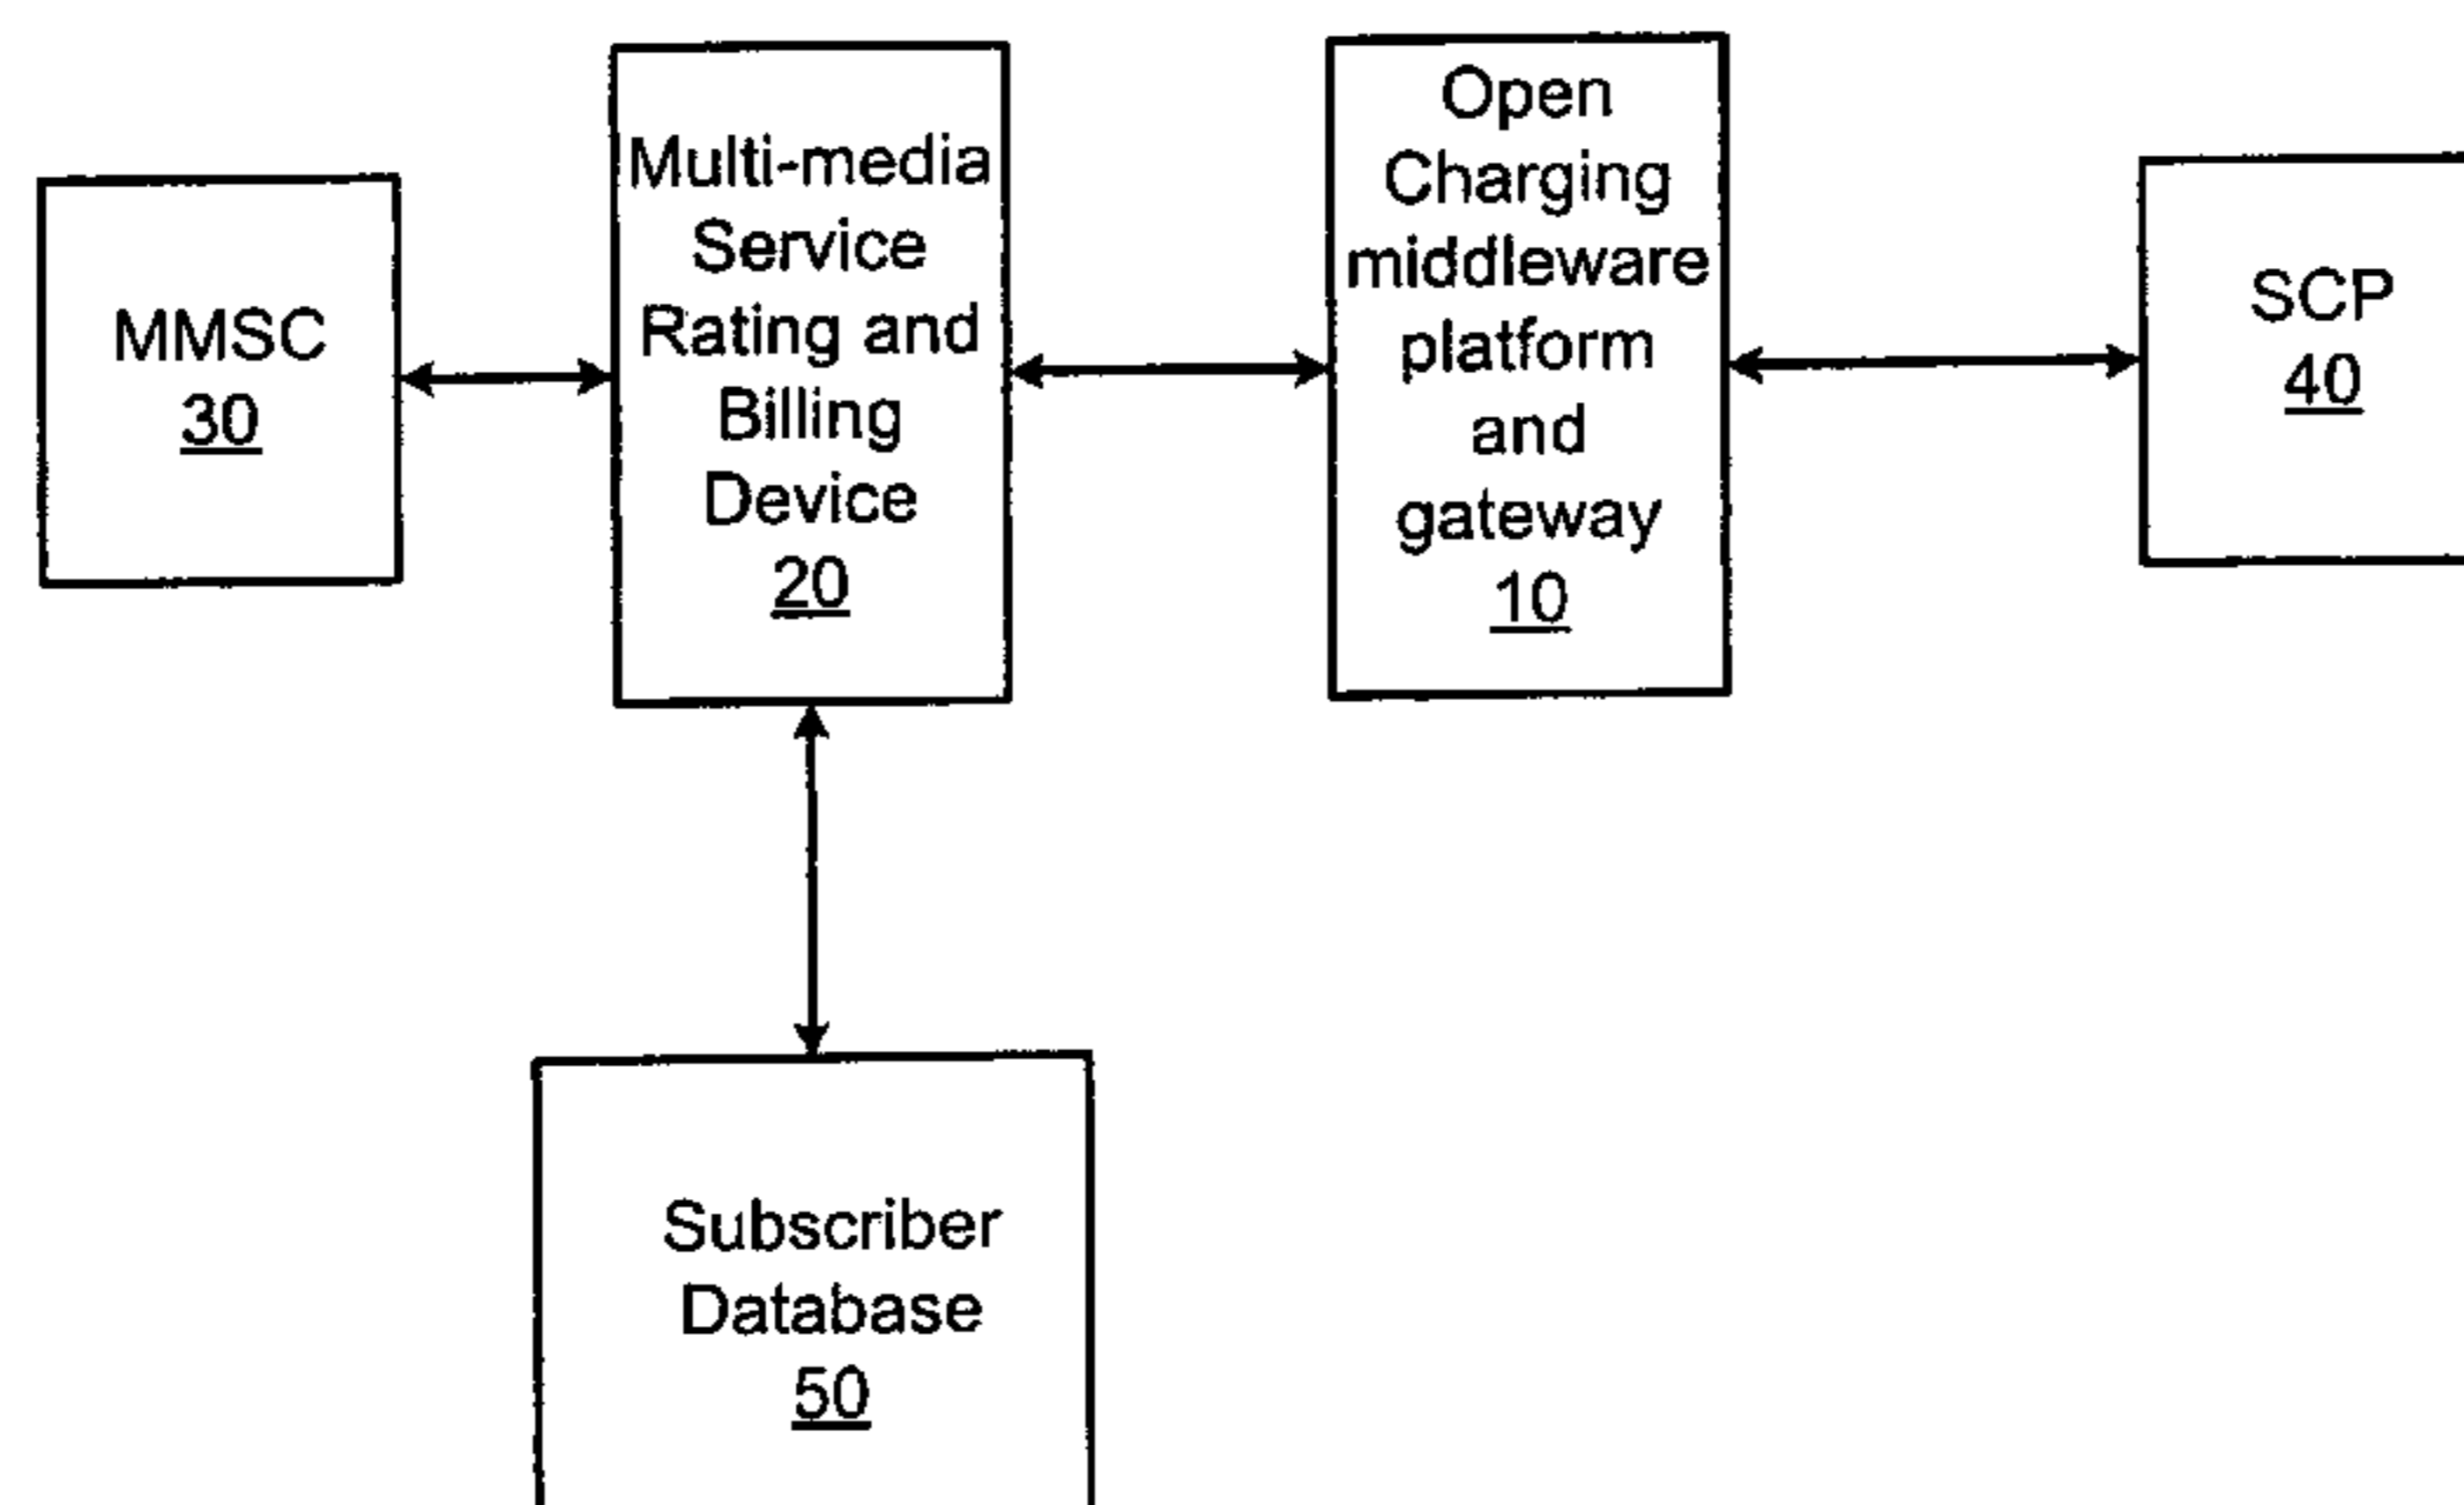 MMSC
30
Multi-media
Service
Rating and
Billing
Device
20
Open
Charging
middleware
platform
and
gateway
10
SCP
40
Subscriber
Database
50